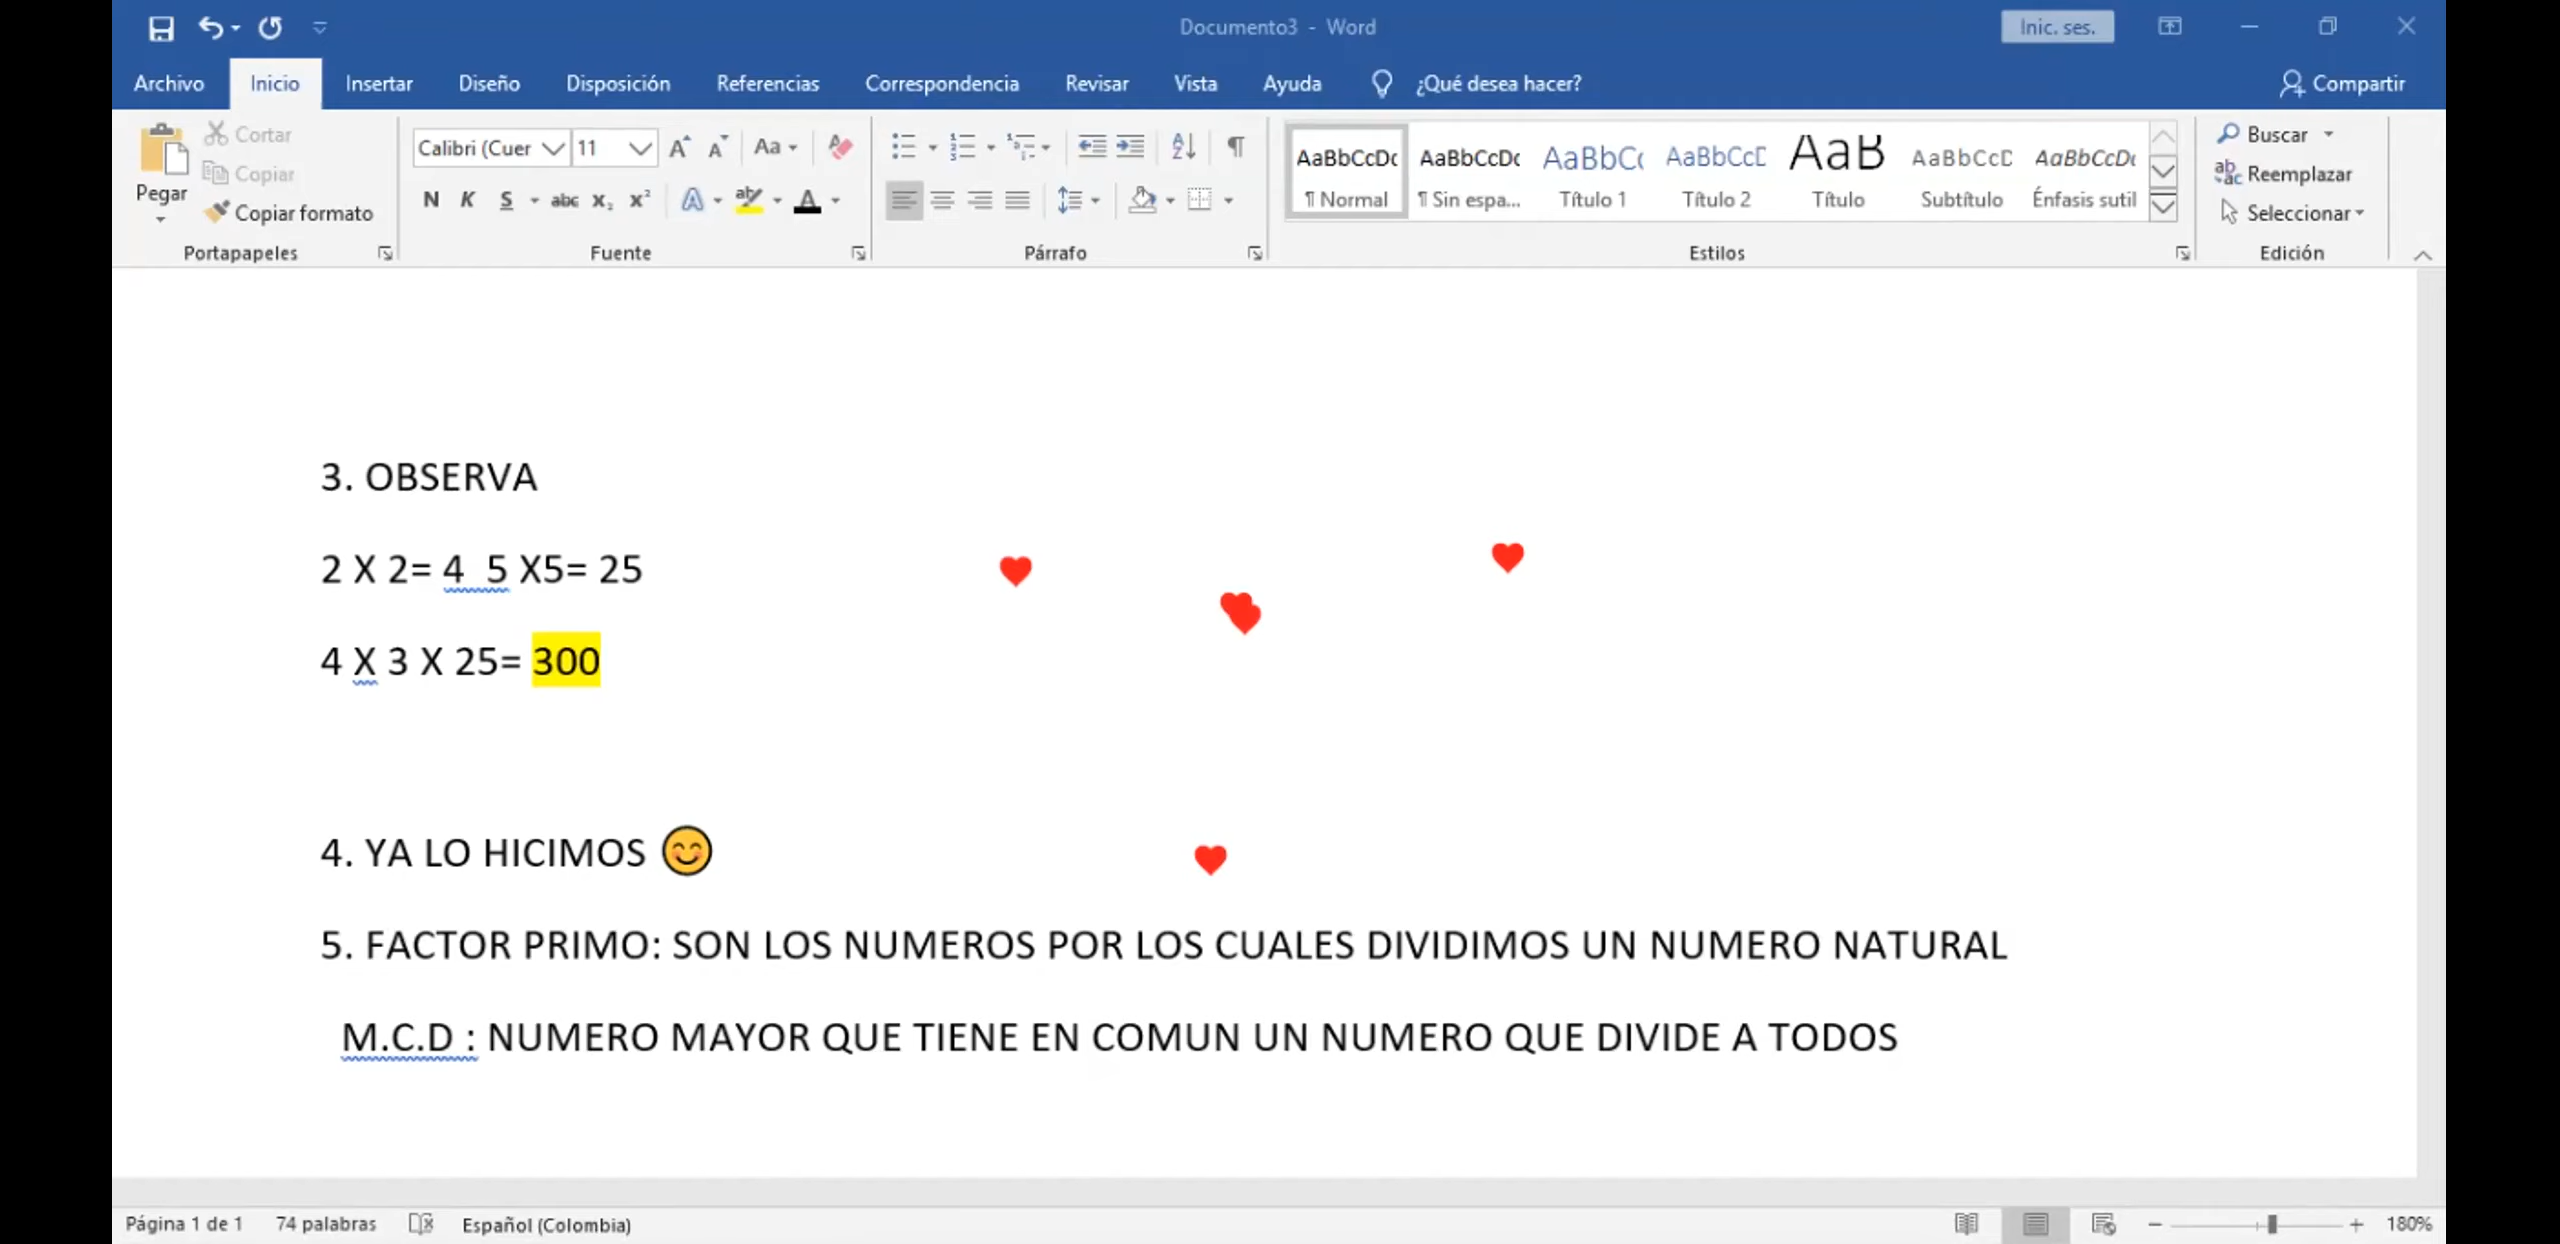 Documento3 - Word
Inic. ses.
Archivo Inicio Insertar Diseño Disposición Referencias Correspondencia Revisar Vista Ayuda ¿Qué desea hacer? Compartir
Pegar
Cortar
Copiar
Copiar formato
Portapapeles
Calibri (Cuer 11
Aa
N K S abc x₂ x² A aby A
Fuente
Párrafo
AaBbCcDc AaBbCcDc AaBbC( AaBbCcE AaB AaBbCcD AaBbCcDt
¶ Normal ¶ Sin espa... Título 1 Título 2 Título Subtítulo Énfasis sutil
Estilos
Buscar
Reemplazar
Seleccionar
Edición
3. OBSERVA
2 X 2= 4 5 X5= 25
4 X 3 X 25= 300
4. YA LO HICIMOS 😊
5. FACTOR PRIMO: SON LOS NUMEROS POR LOS CUALES DIVIDIMOS UN NUMERO NATURAL
M.C.D : NUMERO MAYOR QUE TIENE EN COMUN UN NUMERO QUE DIVIDE A TODOS
Página 1 de 1 74 palabras Español (Colombia) 180%